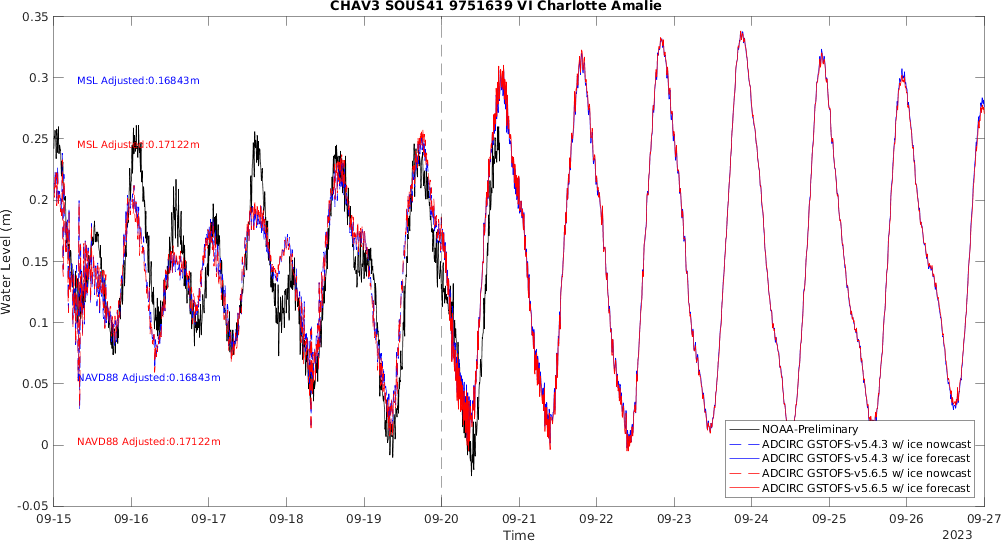 CHAV3 SOUS41 9751639 VI Charlotte Amalie
0.35
0.3
0.25
0.2
0.15
0.1
0.05
0
-0.05
Water Level (m)
MSL Adjusted:0.16843m
MSL Adjusted:0.17122m
NAVD88 Adjusted:0.16843m
NAVD88 Adjusted:0.17122m
NOAA-Preliminary
ADCIRC GSTOFS-v5.4.3 w/ ice nowcast
ADCIRC GSTOFS-v5.4.3 w/ ice forecast
ADCIRC GSTOFS-v5.6.5 w/ ice nowcast
ADCIRC GSTOFS-v5.6.5 w/ ice forecast
09-15 09-16 09-17 09-18 09-19 09-20 09-21 09-22 09-23 09-24 09-25 09-26 09-27
Time
2023